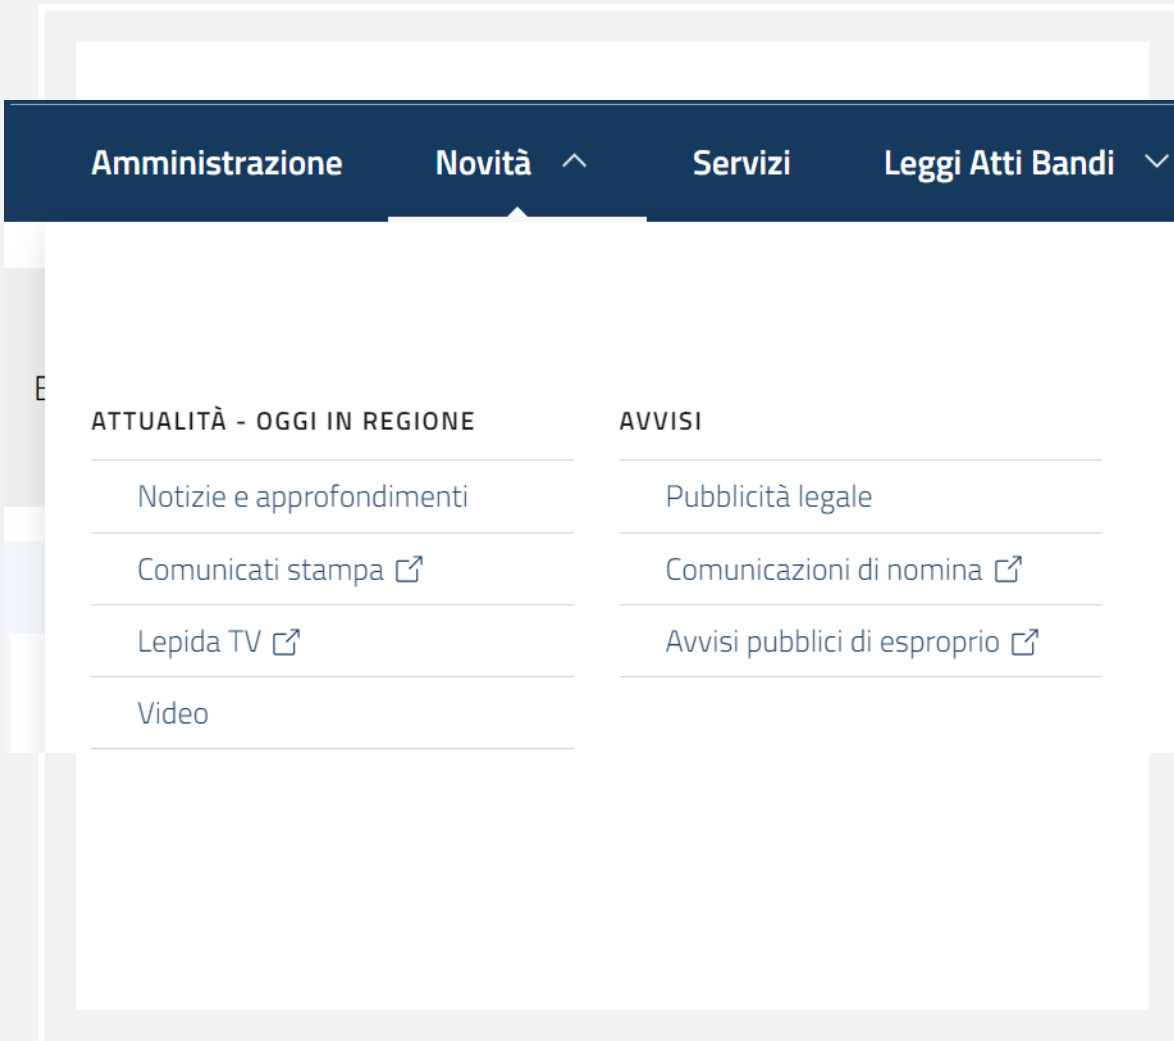 Amministrazione Novità Servizi Leggi Atti Bandi
E
ATTUALITÀ - OGGI IN REGIONE
Notizie e approfondimenti
Comunicati stampa
Lepida TV
Video
AVVISI
Pubblicità legale
Comunicazioni di nomina
Avvisi pubblici di esproprio